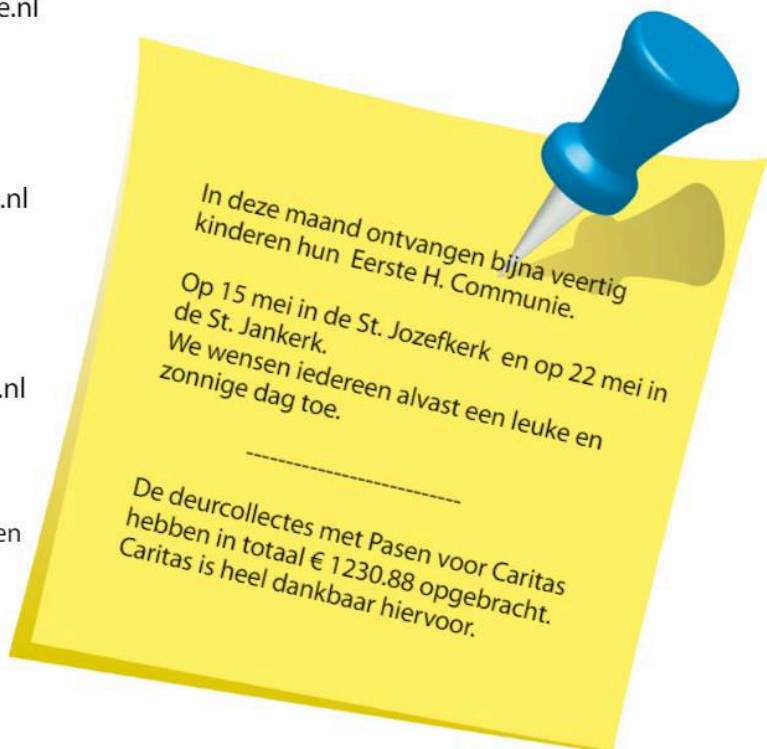 e.nl
.nl
.nl
en
In deze maand ontvangen bijna veertig
kinderen hun Eerste H. Communie.
Op 15 mei in de St. Jozefkerk en op 22 mei in
de St. Jankerk.
We wensen iedereen alvast een leuke en
zonnige dag toe.
--------------------------
De deurcollectes met Pasen voor Caritas
hebben in totaal € 1230.88 opgebracht.
Caritas is heel dankbaar hiervoor.